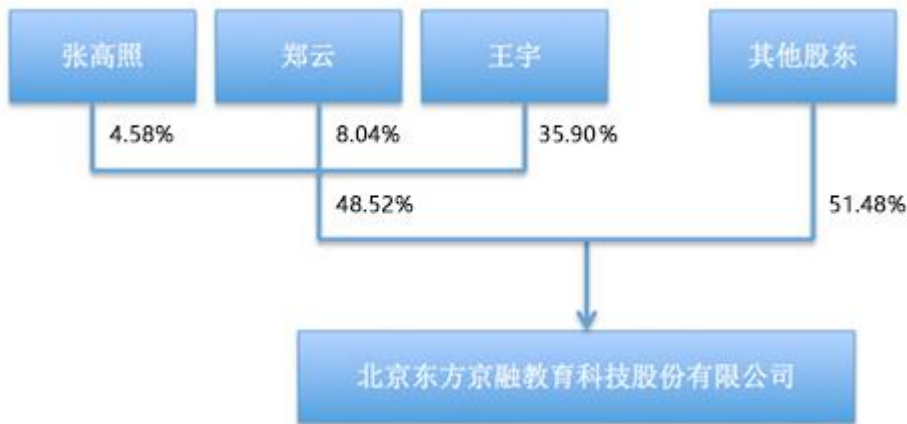 张高照
郑云
王宇
其他股东
4.58%
8.04%
35.90%
48.52%
51.48%
北京东方京融教育科技股份有限公司